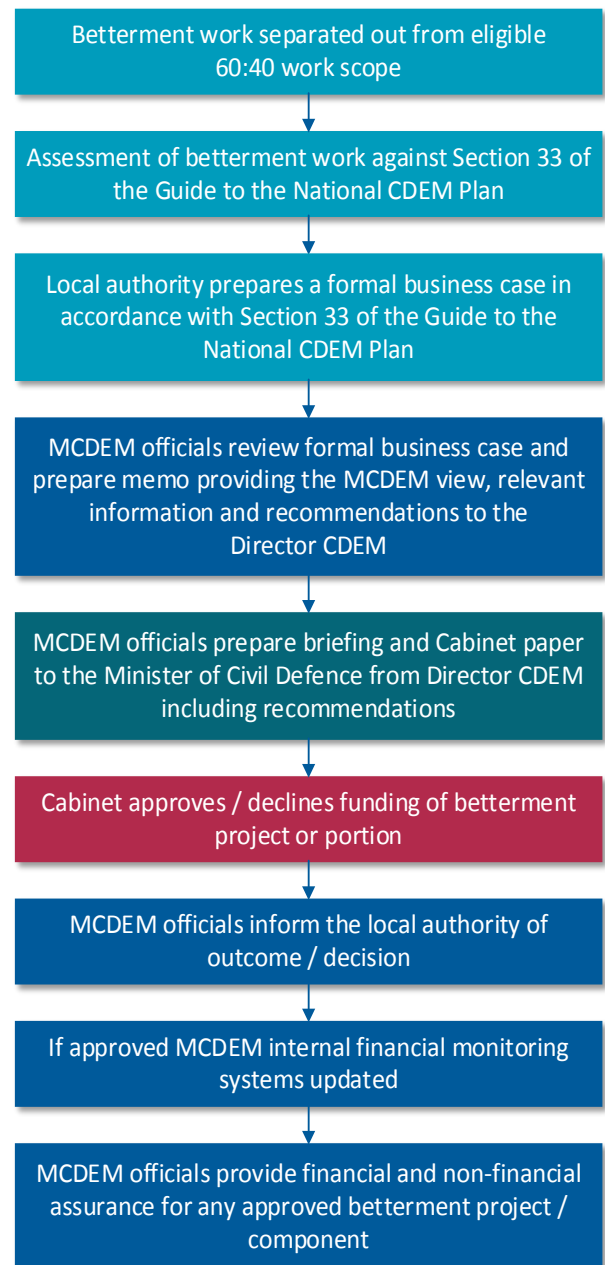 Betterment work separated out from eligible
60:40 work scope
Assessment of betterment work against Section 33 of
the Guide to the National CDEM Plan
Local authority prepares a formal business case in
accordance with Section 33 of the Guide to the
National CDEM Plan
MCDEM officials review formal business case and
prepare memo providing the MCDEM view, relevant
information and recommendations to the
Director CDEM
MCDEM officials prepare briefing and Cabinet paper
to the Minister of Civil Defence from Director CDEM
including recommendations
Cabinet approves / declines funding of betterment
project or portion
MCDEM officials inform the local authority of
outcome / decision
If approved MCDEM internal financial monitoring
systems updated
MCDEM officials provide financial and non-financial
assurance for any approved betterment project /
component